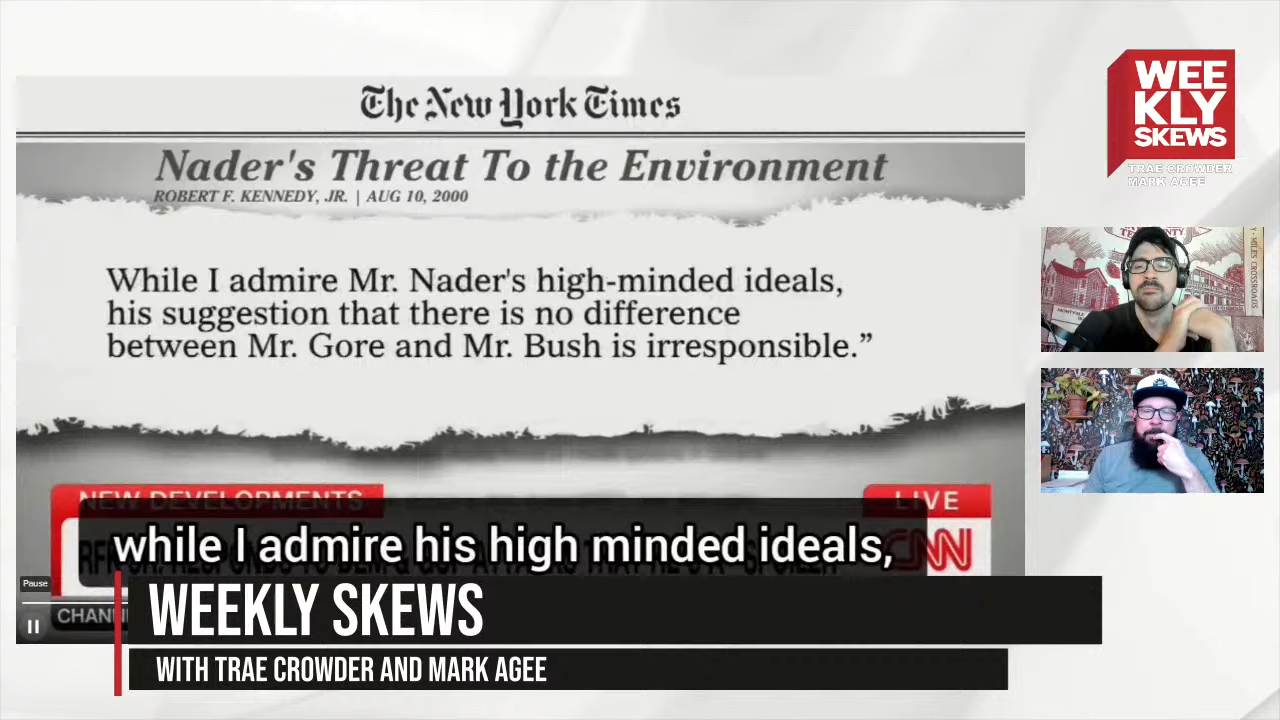 The New York Times
Nader's Threat To the Environment
ROBERT F. KENNEDY, JR. | AUG 10, 2000
While I admire Mr. Nader's high-minded ideals,
his suggestion that there is no difference
between Mr. Gore and Mr. Bush is irresponsible.”
NEW DEVELOPMENTS
LIVE
while I admire his high minded ideals,
CNN
Pause
CHAN
WEEKLY SKEWS
WITH TRAE CROWDER AND MARK AGEE
WEE
KLY
SKEWS
TRAE CROWDER
MARK AGEE